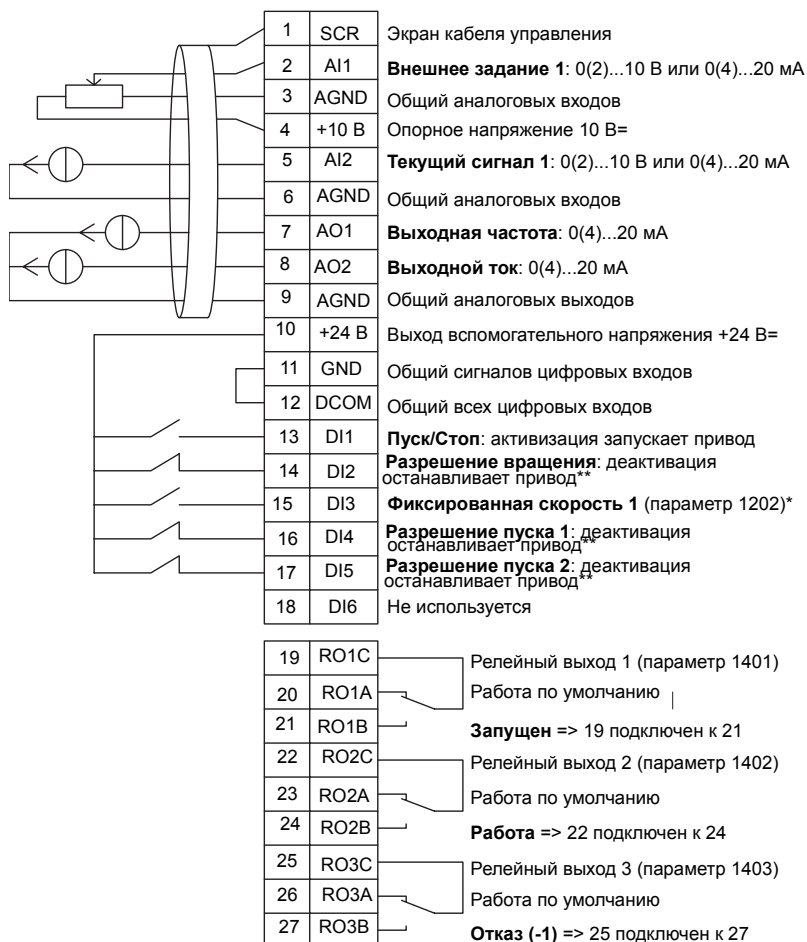 1 SCR Экран кабеля управления
2 AI1 Внешнее задание 1: 0(2)...10 В или 0(4)...20 мА
3 AGND Общий аналоговых входов
4 +10 В Опорное напряжение 10 В=
5 AI2 Текущий сигнал 1: 0(2)...10 В или 0(4)...20 мА
6 AGND Общий аналоговых входов
7 AO1 Выходная частота: 0(4)...20 мА
8 AO2 Выходной ток: 0(4)...20 мА
9 AGND Общий аналоговых выходов
10 +24 В Выход вспомогательного напряжения +24 В=
11 GND Общий сигналов цифровых входов
12 DCOM Общий всех цифровых входов
13 DI1 Пуск/Стоп: активизация запускает привод
14 DI2 Разрешение вращения: деактивация
останавливает привод**
15 DI3 Фиксированная скорость 1 (параметр 1202)*
16 DI4 Разрешение пуска 1: деактивация
останавливает привод**
17 DI5 Разрешение пуска 2: деактивация
останавливает привод**
18 DI6 Не используется
19 RO1C Релейный выход 1 (параметр 1401)
20 RO1A Работа по умолчанию
21 RO1B Запущен => 19 подключен к 21
22 RO2C Релейный выход 2 (параметр 1402)
23 RO2A Работа по умолчанию
24 RO2B Работа => 22 подключен к 24
25 RO3C Релейный выход 3 (параметр 1403)
26 RO3A Работа по умолчанию
27 RO3B Отказ (-1) => 25 подключен к 27